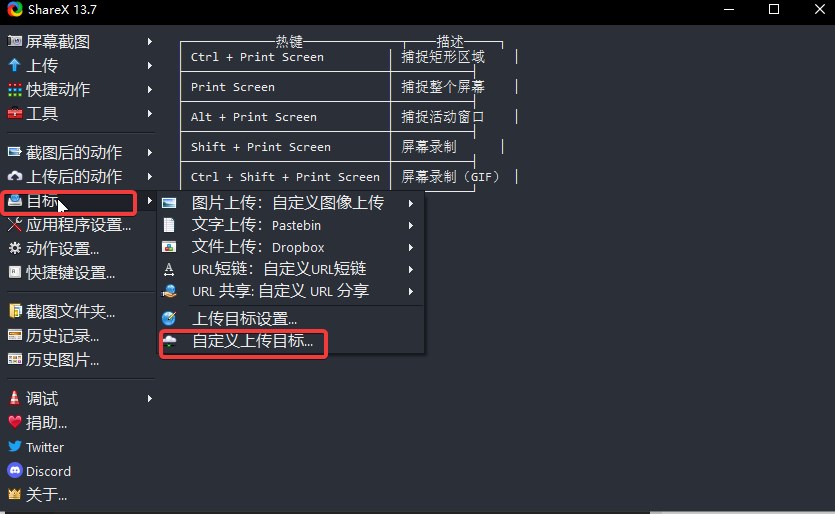 ShareX 13.7
屏幕截图
上传
快捷动作
工具
截图后的动作
上传后的动作
目标
应用程序设置...
动作设置...
快捷键设置...
截图文件夹...
历史记录...
历史图片...
调试
捐助...
Twitter
Discord
关于...
热键 描述
Ctrl + Print Screen 捕捉矩形区域
Print Screen 捕捉整个屏幕
Alt + Print Screen 捕捉活动窗口
Shift + Print Screen 屏幕录制
Ctrl + Shift + Print Screen 屏幕录制（GIF）
图片上传：自定义图像上传
文字上传：Pastebin
文件上传：Dropbox
URL短链：自定义URL短链
URL 共享: 自定义 URL 分享
上传目标设置...
自定义上传目标...